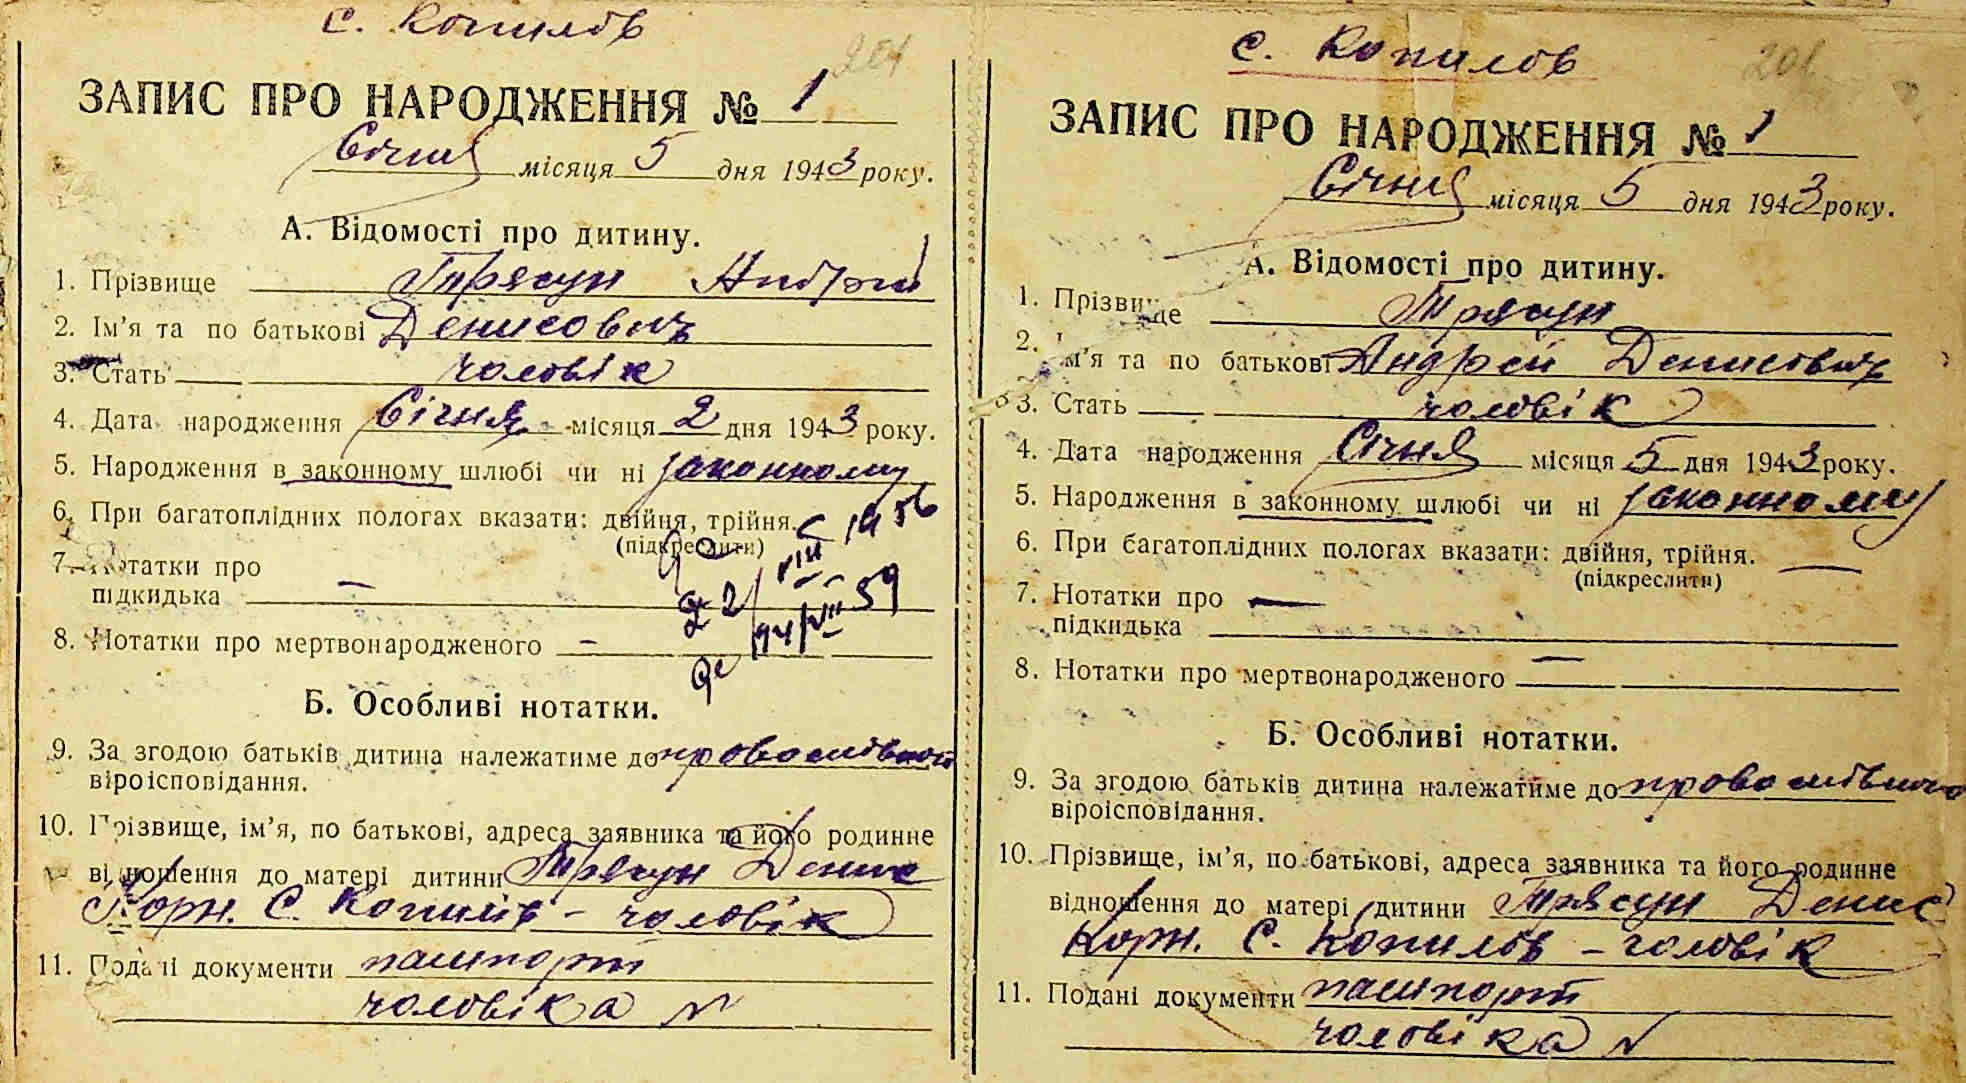 с. Копилов
201
ЗАПИС ПРО НАРОДЖЕННЯ № 1
Січня місяця 5 дня 1943 року.
А. Відомості про дитину.
1. Прізвище Трясун Андрій
2. Ім'я та по батькові Денисович
3. Стать чоловік
4. Дата народження Січня місяця 2 дня 1943 року.
5. Народження в законному шлюбі чи ні законному
6. При багатоплідних пологах вказати: двійня, трійня.
(підкреслити)
7. Нотатки про
підкидька —
8. Нотатки про мертвонародженого —
Б. Особливі нотатки.
9. За згодою батьків дитина належатиме до православного
віроісповідання.
10. Прізвище, ім'я, по батькові, адреса заявника та його родинне
відношення до матері дитини Трясун Денис
Корн. С. Копилів – чоловік
11. Подані документи пашпорт
чоловіка №
с. Копилов
201
ЗАПИС ПРО НАРОДЖЕННЯ № 1
Січня місяця 5 дня 1943 року.
А. Відомості про дитину.
1. Прізвище Трясун
2. Ім'я та по батькові Андрей Денисович
3. Стать чоловік
4. Дата народження Січня місяця 5 дня 1943 року.
5. Народження в законному шлюбі чи ні законному
6. При багатоплідних пологах вказати: двійня, трійня. —
(підкреслити)
7. Нотатки про —
підкидька
8. Нотатки про мертвонародженого —
Б. Особливі нотатки.
9. За згодою батьків дитина належатиме до православного
віроісповідання.
10. Прізвище, ім'я, по батькові, адреса заявника та його родинне
відношення до матері дитини Трясун Денис
Корн. С. Копилов – чоловік
11. Подані документи пашпорт
чоловіка №